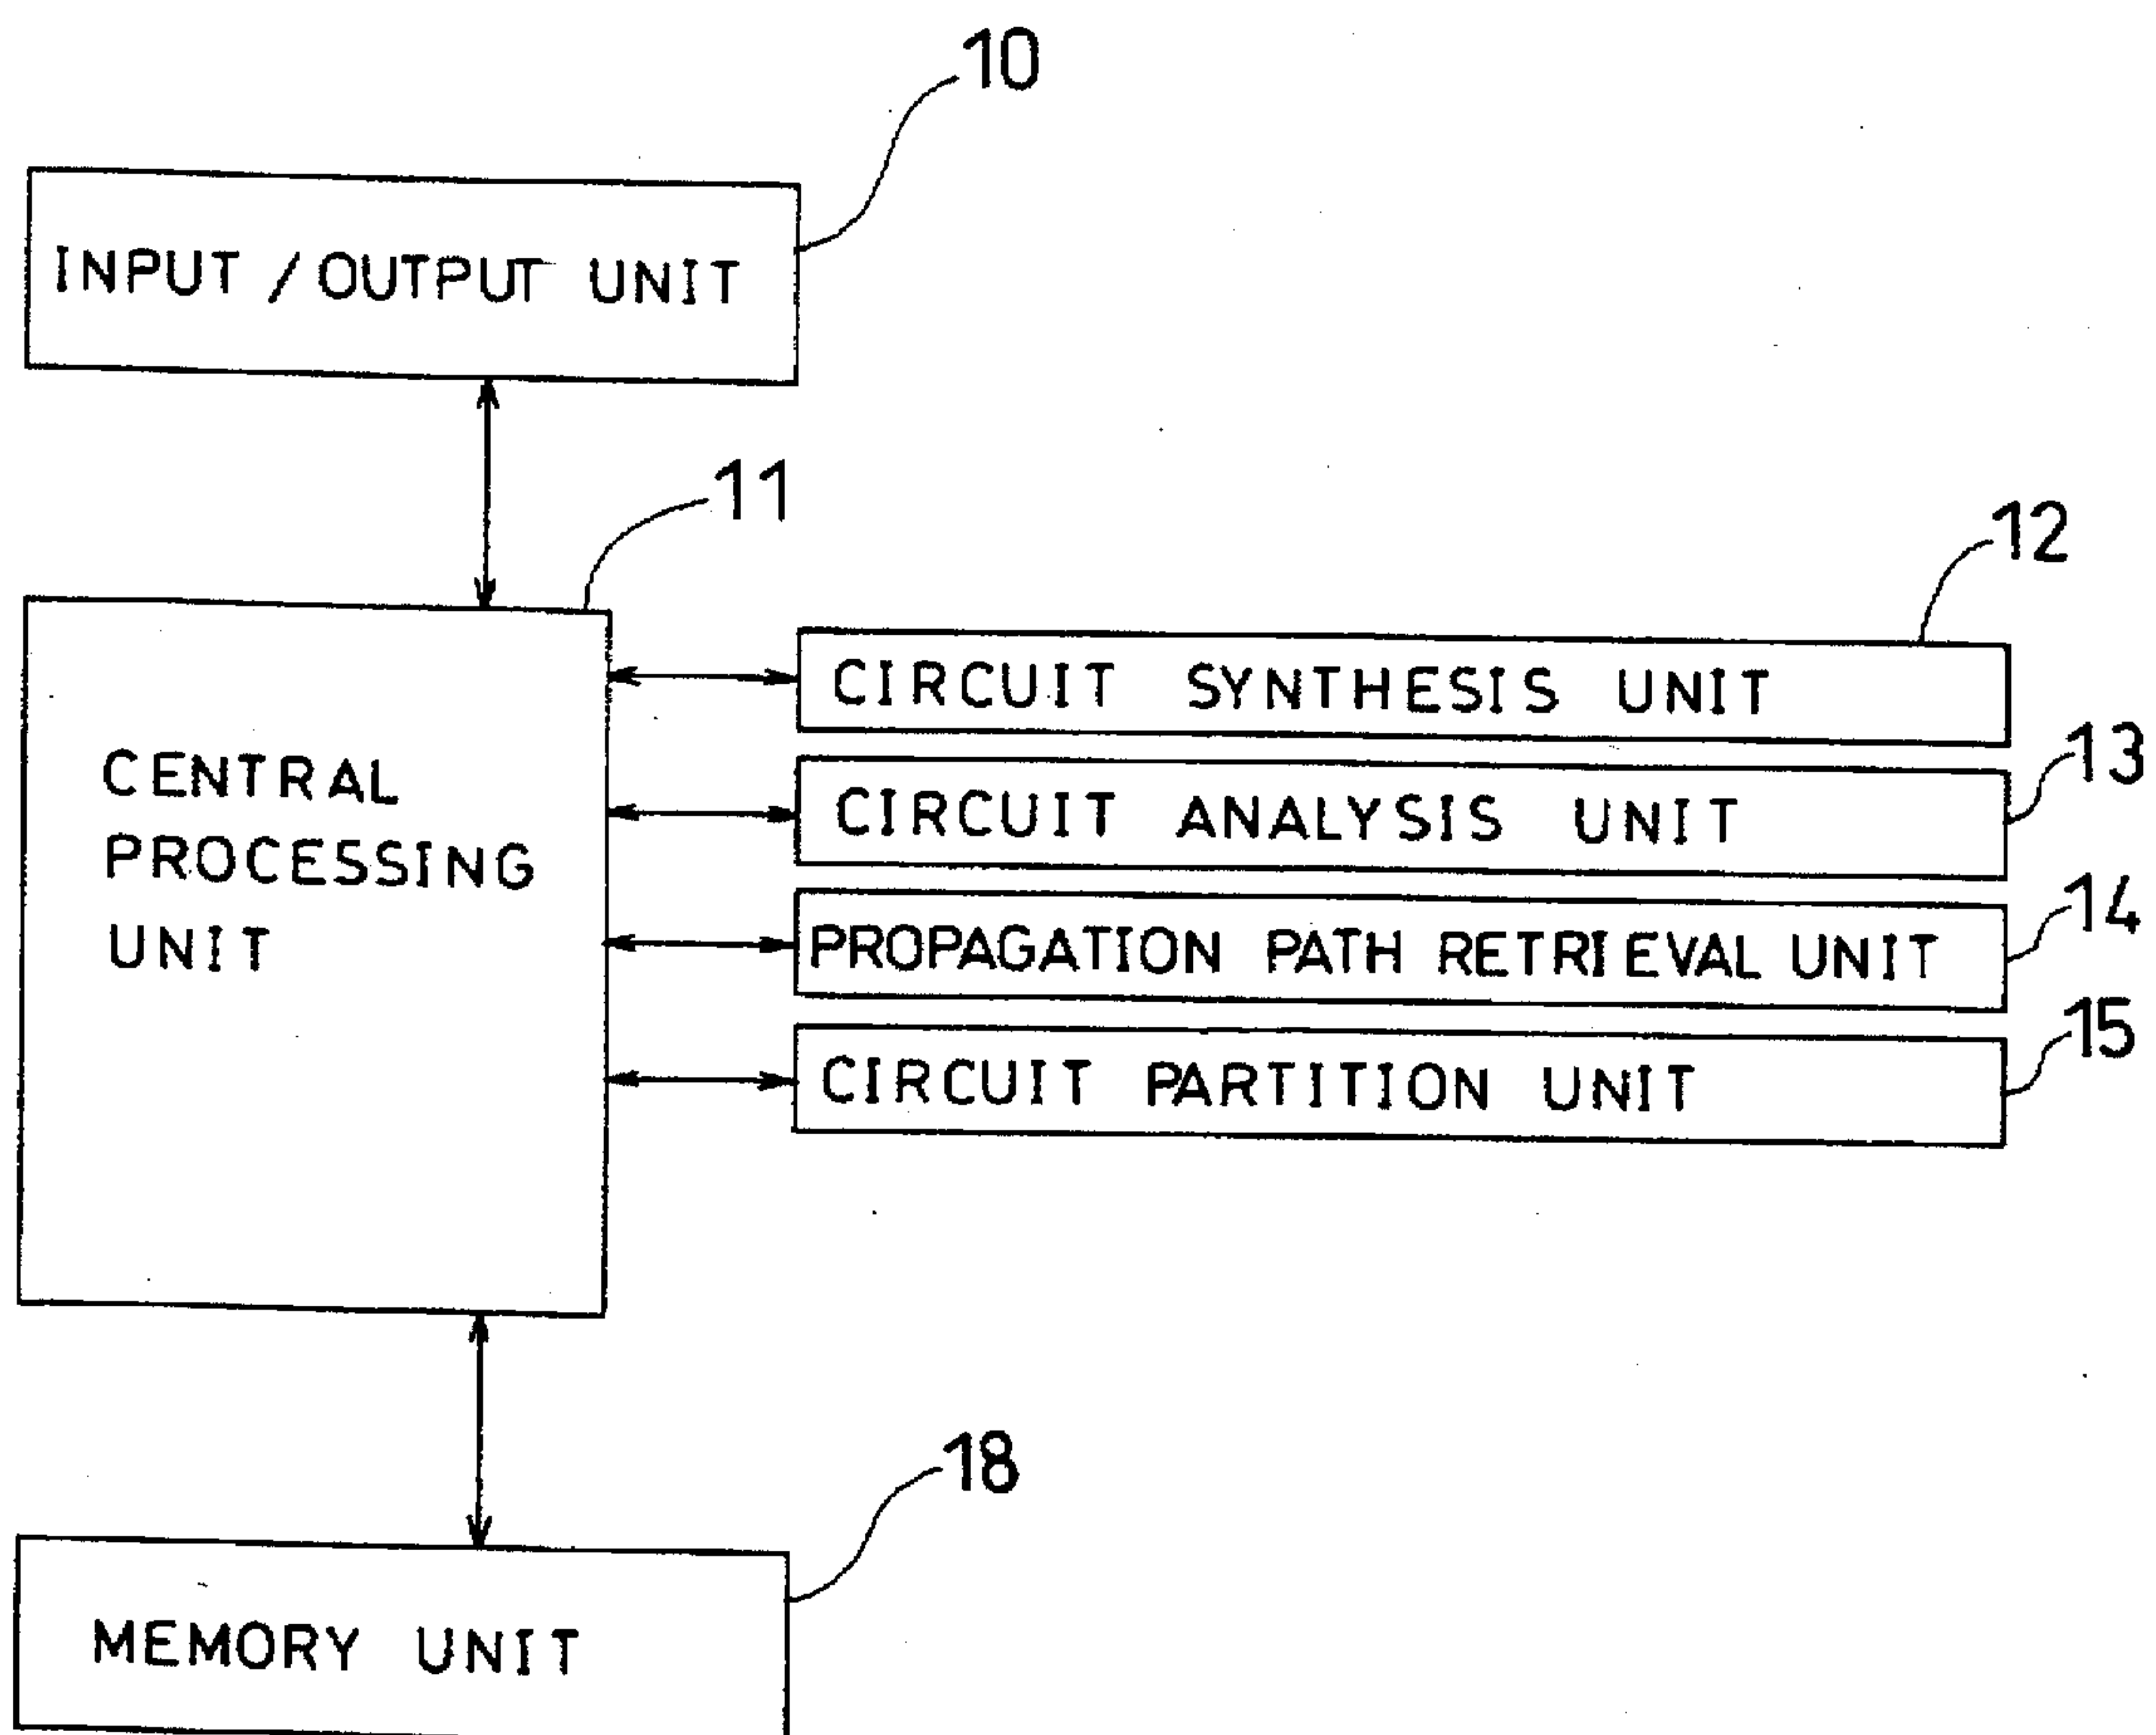 10
INPUT / OUTPUT UNIT
11
12
CIRCUIT SYNTHESIS UNIT
13
CENTRAL
PROCESSING
UNIT
CIRCUIT ANALYSIS UNIT
14
PROPAGATION PATH RETRIEVAL UNIT
15
CIRCUIT PARTITION UNIT
18
MEMORY UNIT